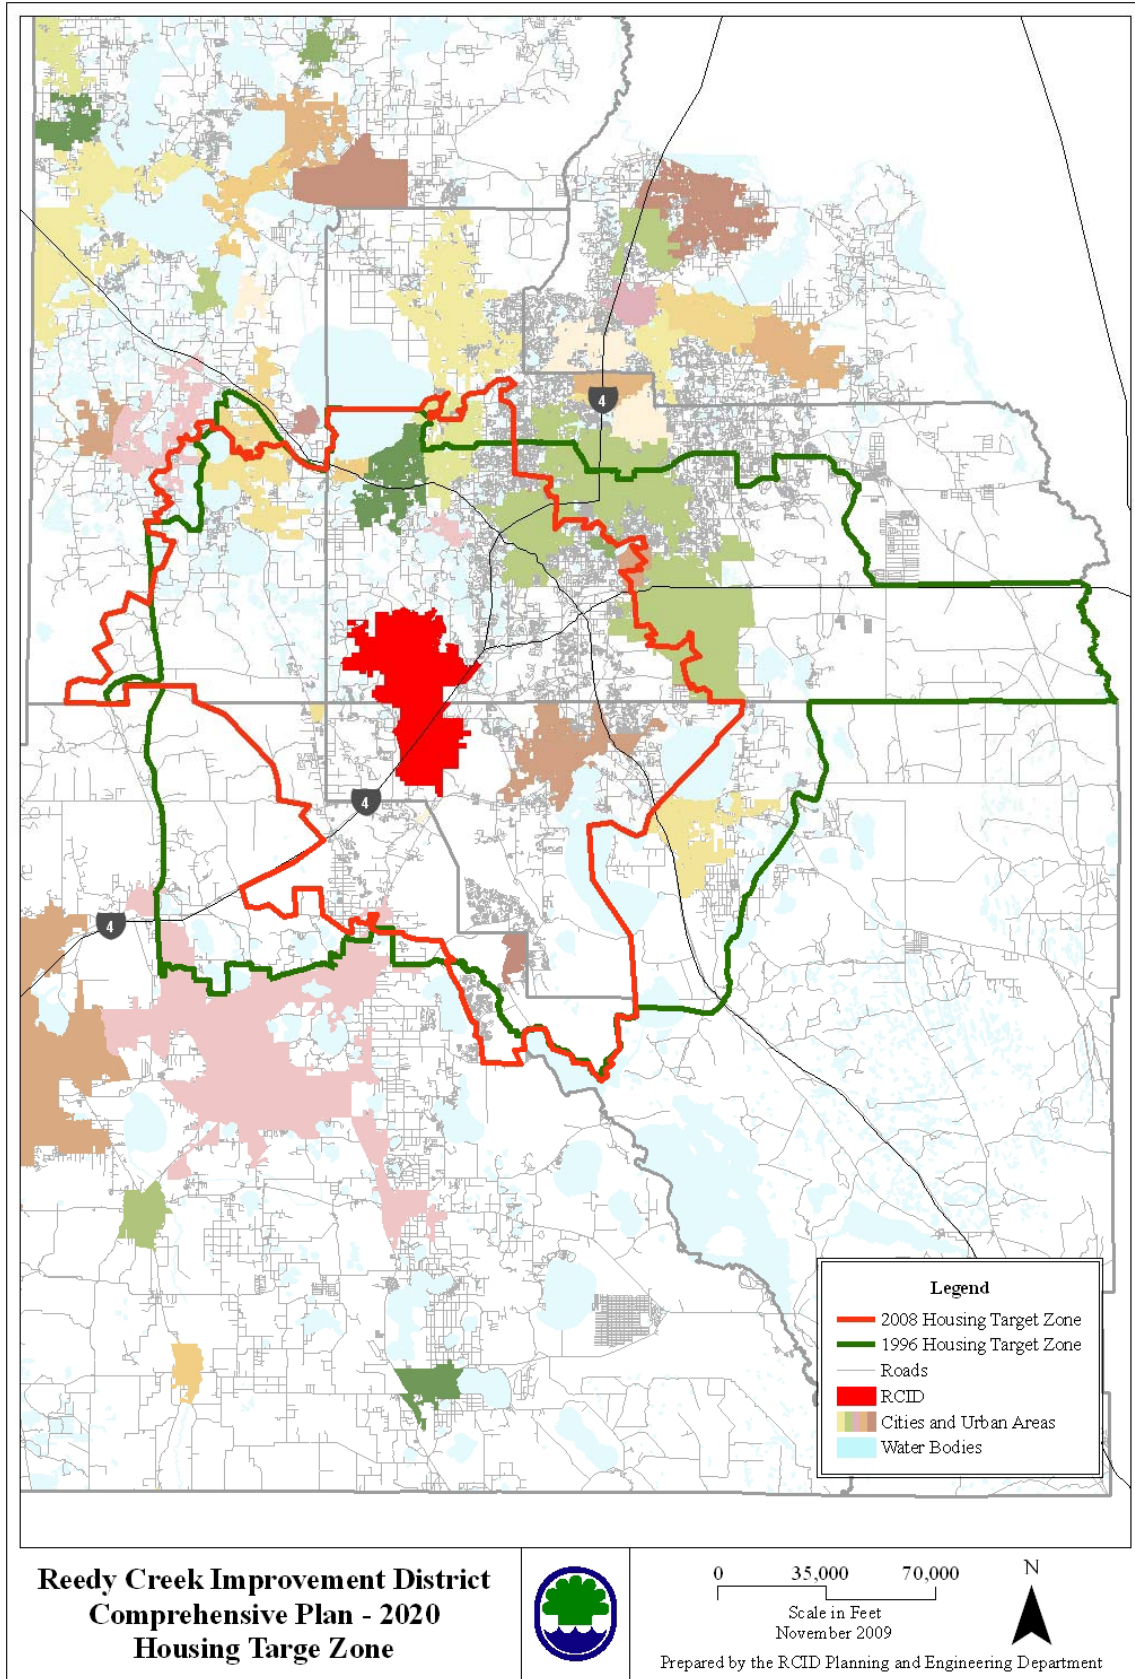 4
4
4
Legend
2008 Housing Target Zone
1996 Housing Target Zone
Roads
RCID
Cities and Urban Areas
Water Bodies
Reedy Creek Improvement District
Comprehensive Plan - 2020
Housing Targe Zone
0 35,000 70,000
Scale in Feet
November 2009
N
Prepared by the RCID Planning and Engineering Department